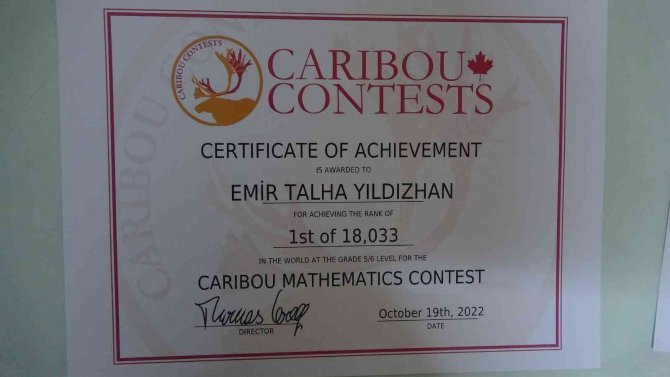 CARIBOU CONTESTS
CARIBOU
CONTESTS
CERTIFICATE OF ACHIEVEMENT
IS AWARDED TO
EMİR TALHA YILDIZHAN
FOR ACHIEVING THE RANK OF
1st of 18,033
IN THE WORLD AT THE GRADE 5/6 LEVEL FOR THE
CARIBOU MATHEMATICS CONTEST
October 19th, 2022
DIRECTOR
DATE
CARIBOU CO